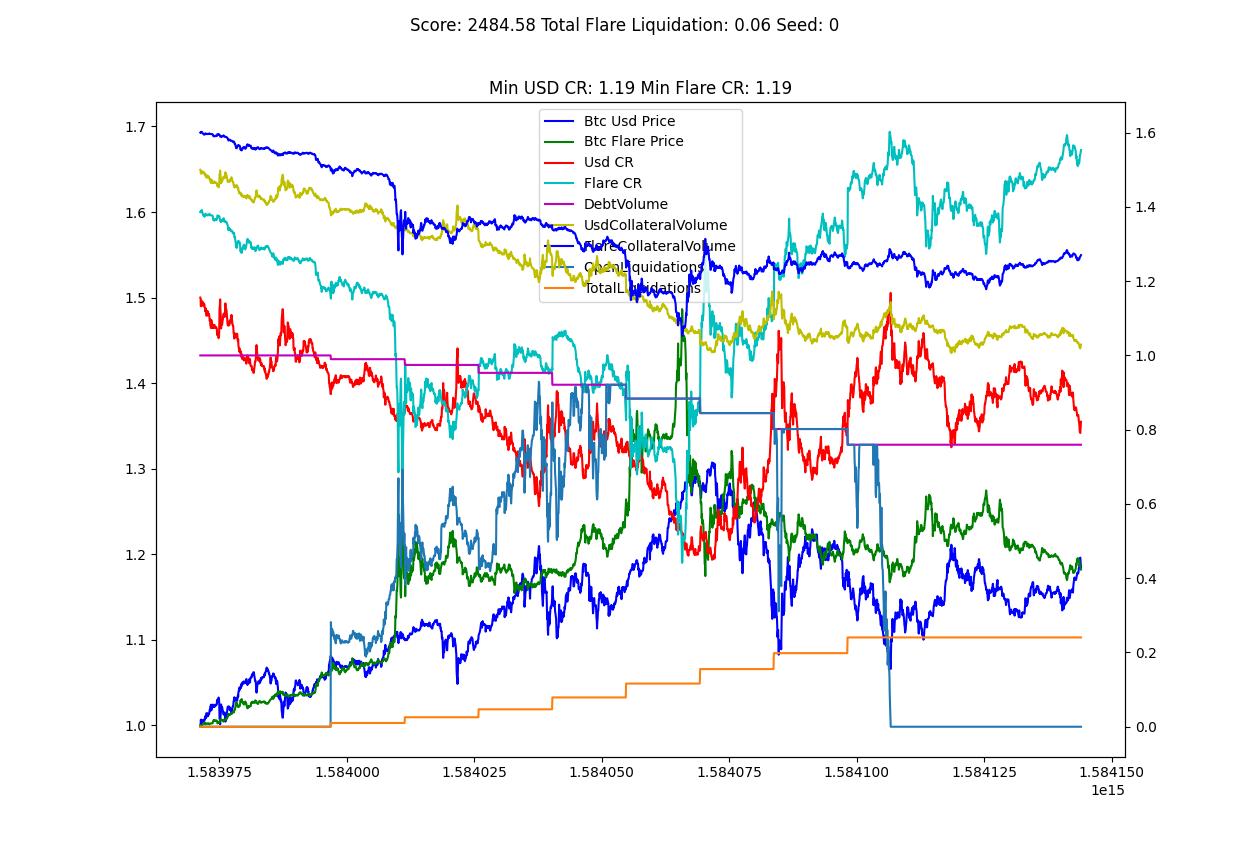 Score: 2484.58 Total Flare Liquidation: 0.06 Seed: 0
Min USD CR: 1.19 Min Flare CR: 1.19
Btc Usd Price
Btc Flare Price
Usd CR
Flare CR
DebtVolume
UsdCollateralVolume
FlareCollateralVolume
OpenLiquidations
TotalLiquidations
1.7
1.6
1.5
1.4
1.3
1.2
1.1
1.0
1.6
1.4
1.2
1.0
0.8
0.6
0.4
0.2
0.0
1.583975 1.584000 1.584025 1.584050 1.584075 1.584100 1.584125 1.584150
1e15